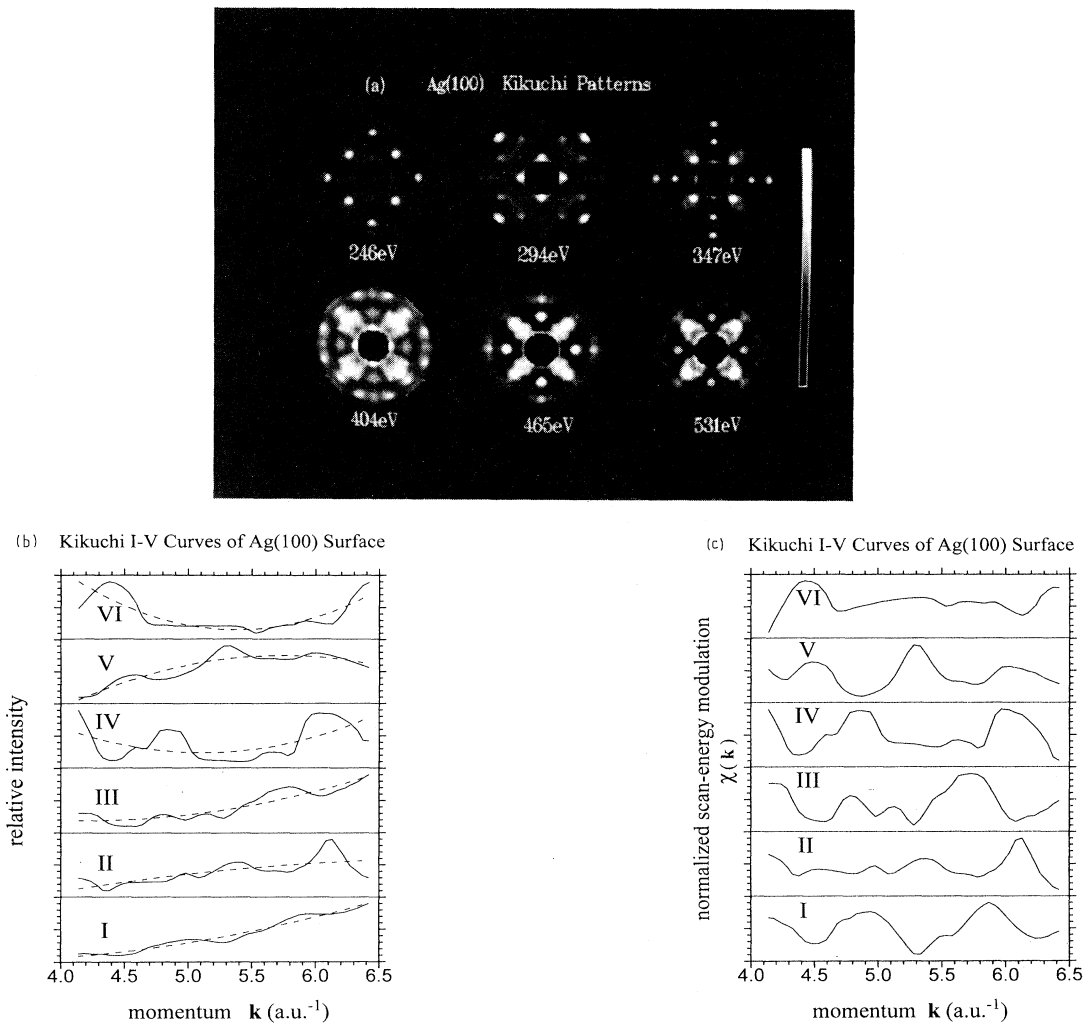 (a) Ag(100) Kikuchi Patterns
246eV 294eV 347eV
404eV 465eV 531eV
(b) Kikuchi I-V Curves of Ag(100) Surface
relative intensity
VI
V
IV
III
II
I
4.0 4.5 5.0 5.5 6.0 6.5
momentum k (a.u.-1)
(c) Kikuchi I-V Curves of Ag(100) Surface
normalized scan-energy modulation
χ(k)
VI
V
IV
III
II
I
4.0 4.5 5.0 5.5 6.0 6.5
momentum k (a.u.-1)